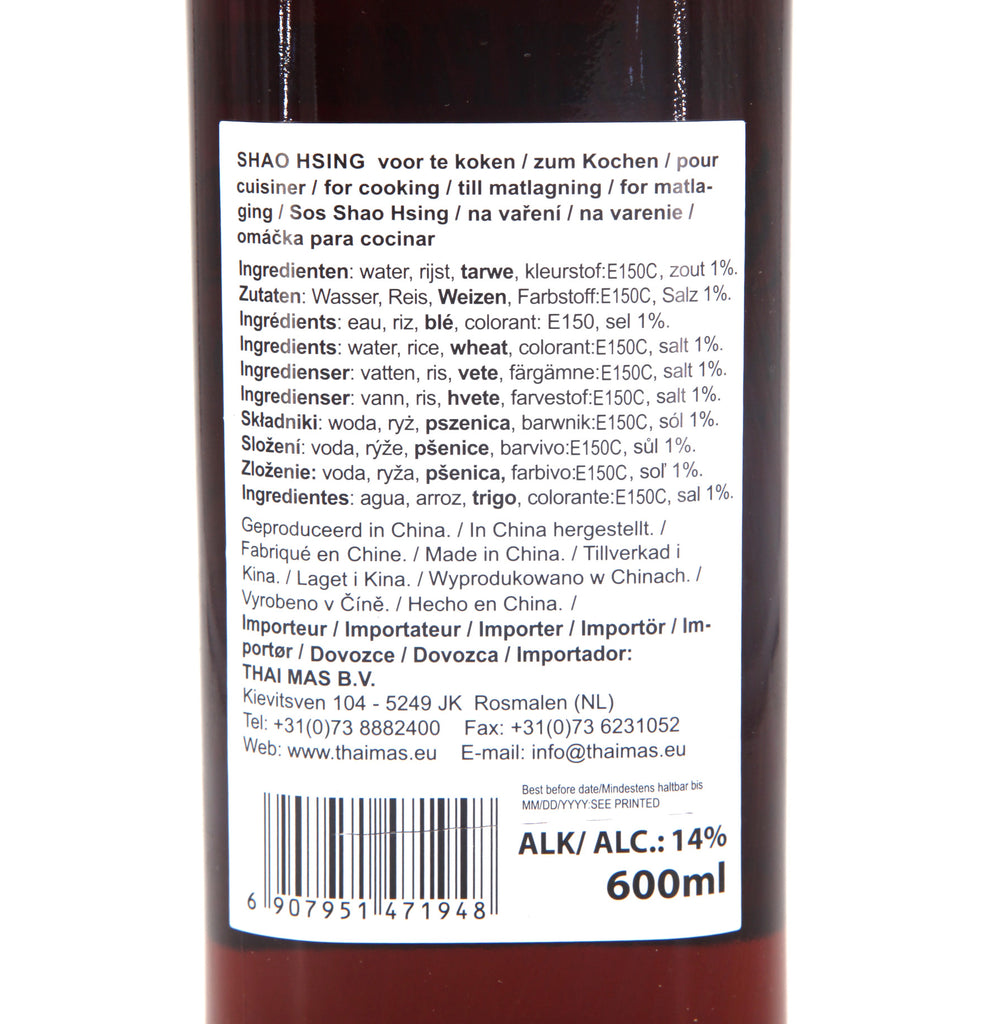 SHAO HSING voor te koken / zum Kochen / pour
cuisiner / for cooking / till matlagning / for matla-
ging / Sos Shao Hsing / na vaření / na varenie /
omáčka para cocinar
Ingredienten: water, rijst, tarwe, kleurstof:E150C, zout 1%.
Zutaten: Wasser, Reis, Weizen, Farbstoff:E150C, Salz 1%.
Ingrédients: eau, riz, blé, colorant: E150, sel 1%.
Ingredients: water, rice, wheat, colorant:E150C, salt 1%.
Ingredienser: vatten, ris, vete, färgämne:E150C, salt 1%.
Ingredienser: vann, ris, hvete, farvestof:E150C, salt 1%.
Składniki: woda, ryż, pszenica, barwnik:E150C, sól 1%.
Složení: voda, rýže, pšenice, barvivo:E150C, sůl 1%.
Zloženie: voda, ryža, pšenica, farbivo:E150C, soľ 1%.
Ingredientes: agua, arroz, trigo, colorante:E150C, sal 1%.
Geproduceerd in China. / In China hergestellt. /
Fabriqué en Chine. / Made in China. / Tillverkad i
Kina. / Laget i Kina. / Wyprodukowano w Chinach. /
Vyrobeno v Číně. / Hecho en China. /
Importeur / Importateur / Importer / Importör / Im-
portør / Dovozce / Dovozca / Importador:
THAI MAS B.V.
Kievitsven 104 - 5249 JK Rosmalen (NL)
Tel: +31(0)73 8882400 Fax: +31(0)73 6231052
Web: www.thaimas.eu E-mail: info@thaimas.eu
Best before date/Mindestens haltbar bis
MM/DD/YYYY:SEE PRINTED
ALK/ ALC.: 14%
600ml
6 907951 471948